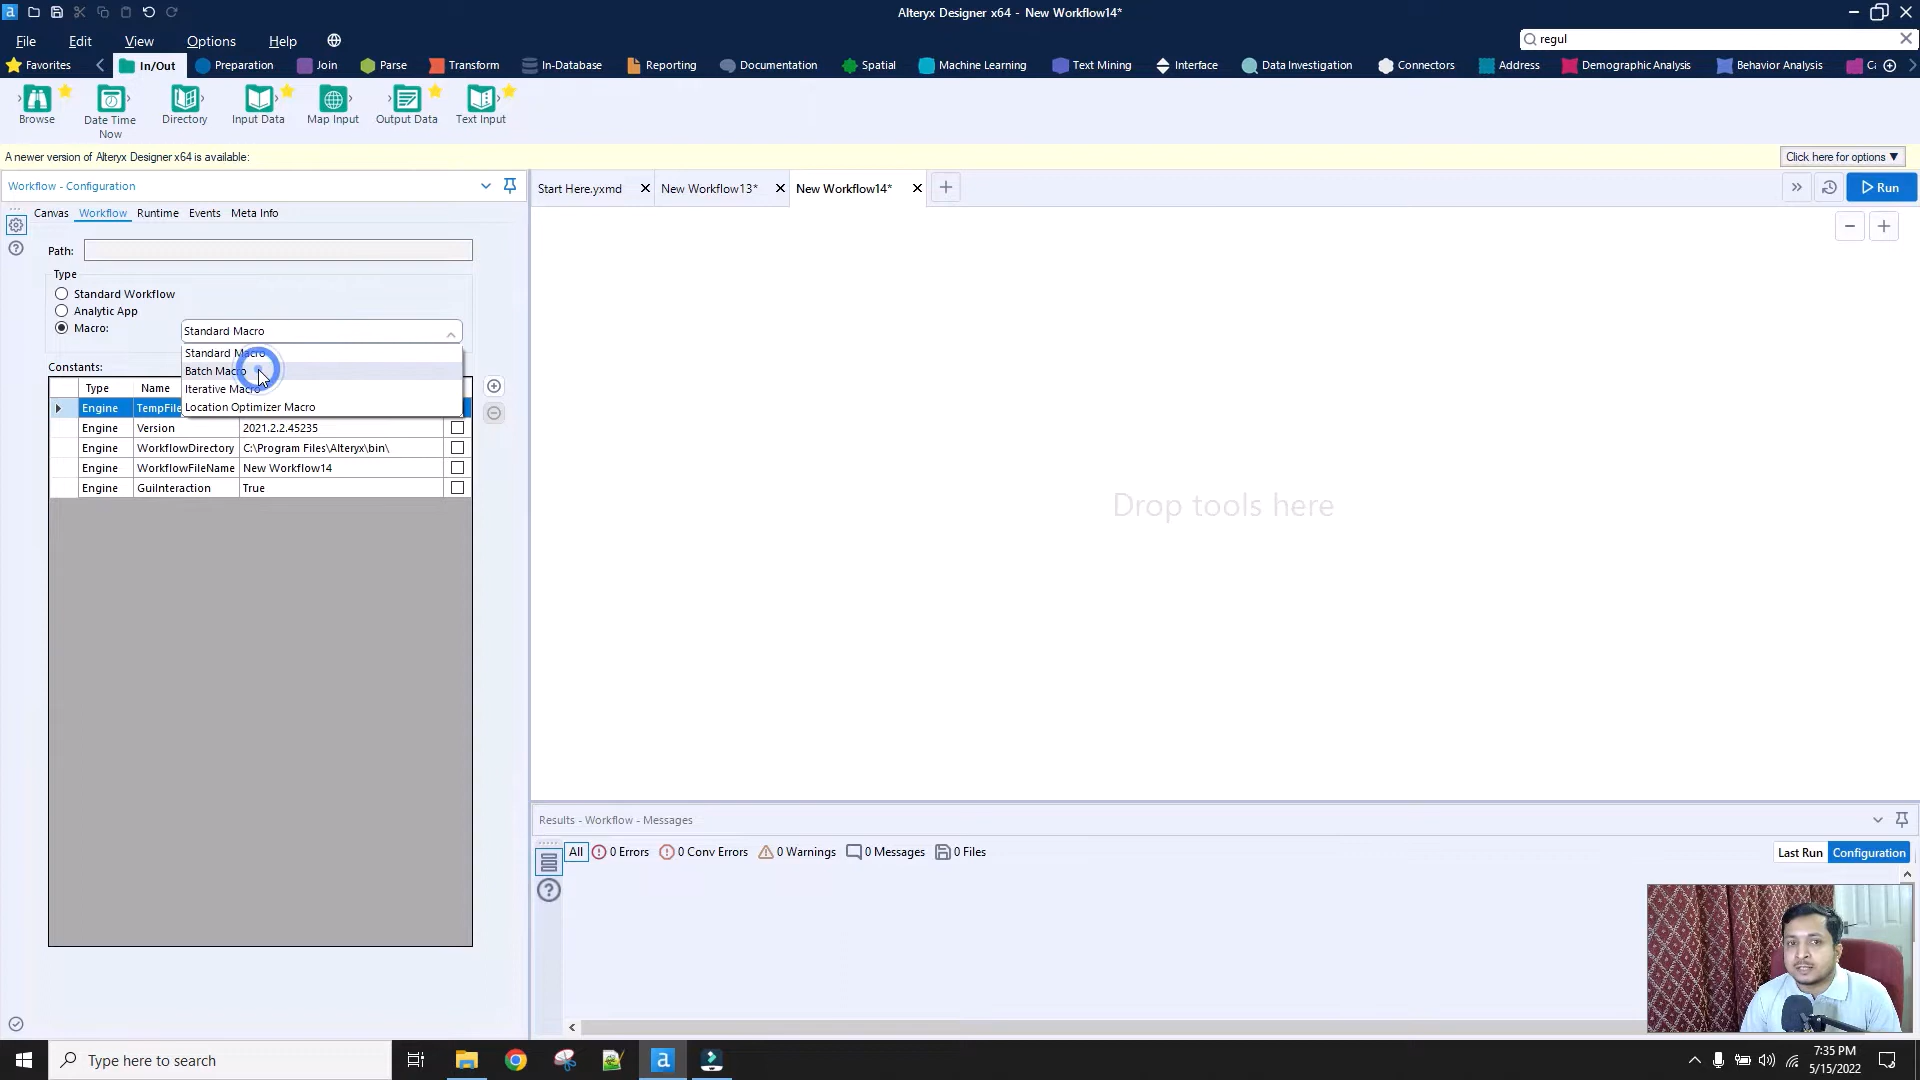 Alteryx Designer x64 - New Workflow14*
File Edit View Options Help
regul
Favorites In/Out Preparation Join Parse Transform In-Database Reporting Documentation Spatial Machine Learning Text Mining Interface Data Investigation Connectors Address Demographic Analysis Behavior Analysis
Browse Date Time Now Directory Input Data Map Input Output Data Text Input
A newer version of Alteryx Designer x64 is available:
Click here for options ▼
Workflow - Configuration
Start Here.yxmd New Workflow13* New Workflow14*
Run
Canvas Workflow Runtime Events Meta Info
Path:
Type
Standard Workflow
Analytic App
Macro: Standard Macro
Standard Macro
Batch Macro
Iterative Macro
Location Optimizer Macro
Constants:
Type Name
Engine TempFile
Engine Version 2021.2.2.45235
Engine WorkflowDirectory C:\Program Files\Alteryx\bin\
Engine WorkflowFileName New Workflow14
Engine GuiInteraction True
Drop tools here
Results - Workflow - Messages
All 0 Errors 0 Conv Errors 0 Warnings 0 Messages 0 Files
Last Run Configuration
Type here to search
7:35 PM
5/15/2022